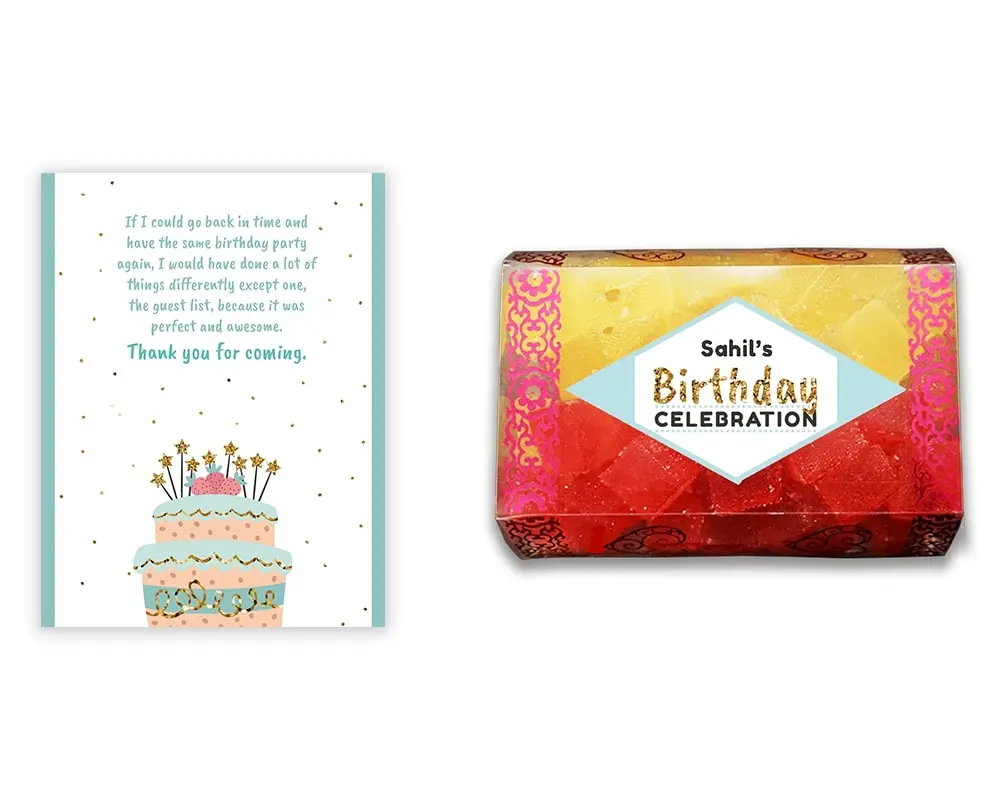 If I could go back in time and
have the same birthday party
again, I would have done a lot of
things differently except one,
the guest list, because it was
perfect and awesome.
Thank you for coming.
Sahil's
Birthday
CELEBRATION